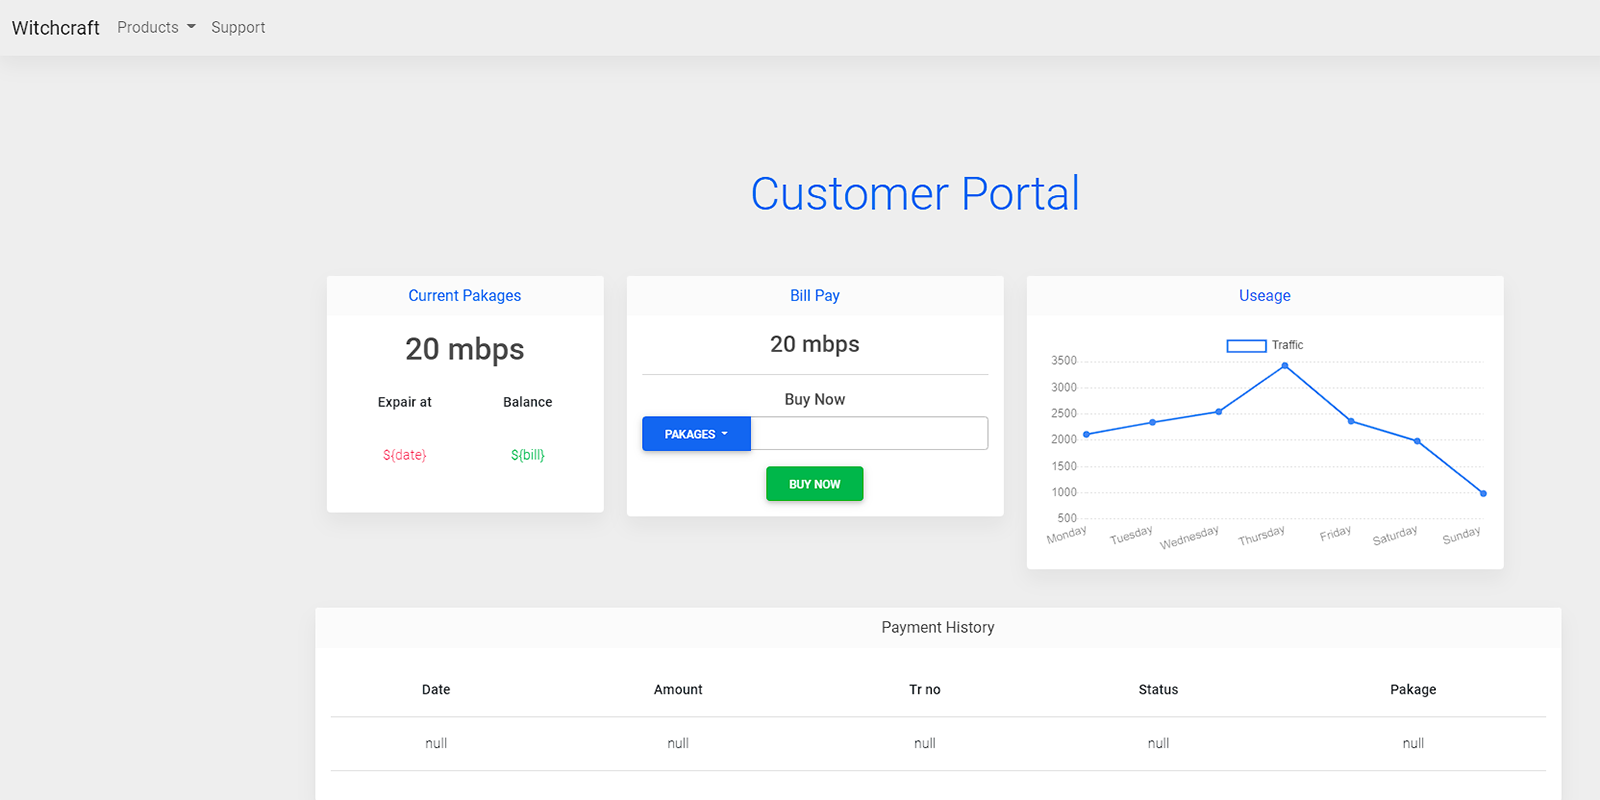 Witchcraft Products Support
Customer Portal
Current Pakages
20 mbps
Expair at Balance
${date} ${bill}
Bill Pay
20 mbps
Buy Now
PAKAGES
BUY NOW
Useage
Traffic
3500
3000
2500
2000
1500
1000
500
Monday Tuesday Wednesday Thursday Friday Saturday Sunday
Payment History
Date Amount Tr no Status Pakage
null null null null null